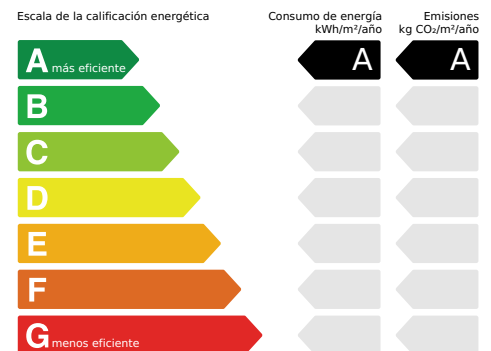 Escala de la calificación energética
Consumo de energía
kWh/m²/año
Emisiones
kg CO₂/m²/año
A más eficiente
A
A
B
C
D
E
F
G menos eficiente